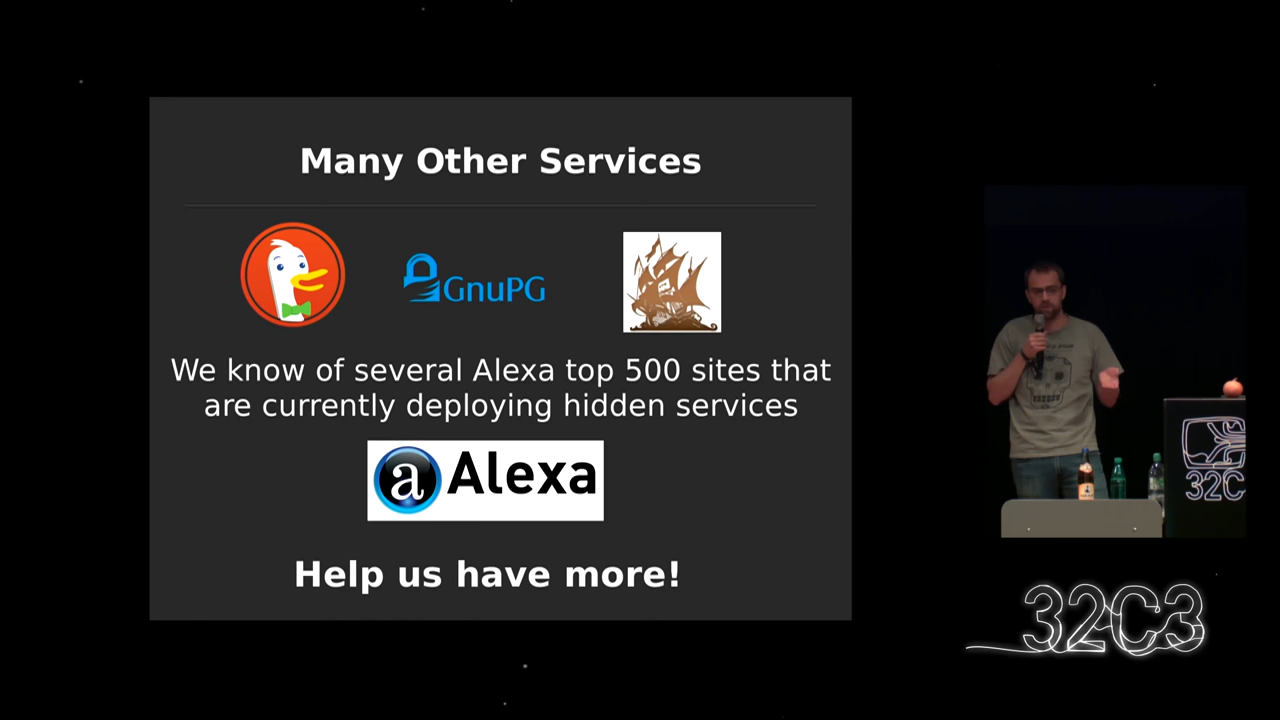 Many Other Services
GnuPG
We know of several Alexa top 500 sites that
are currently deploying hidden services
a Alexa
Help us have more!
32C
32C3